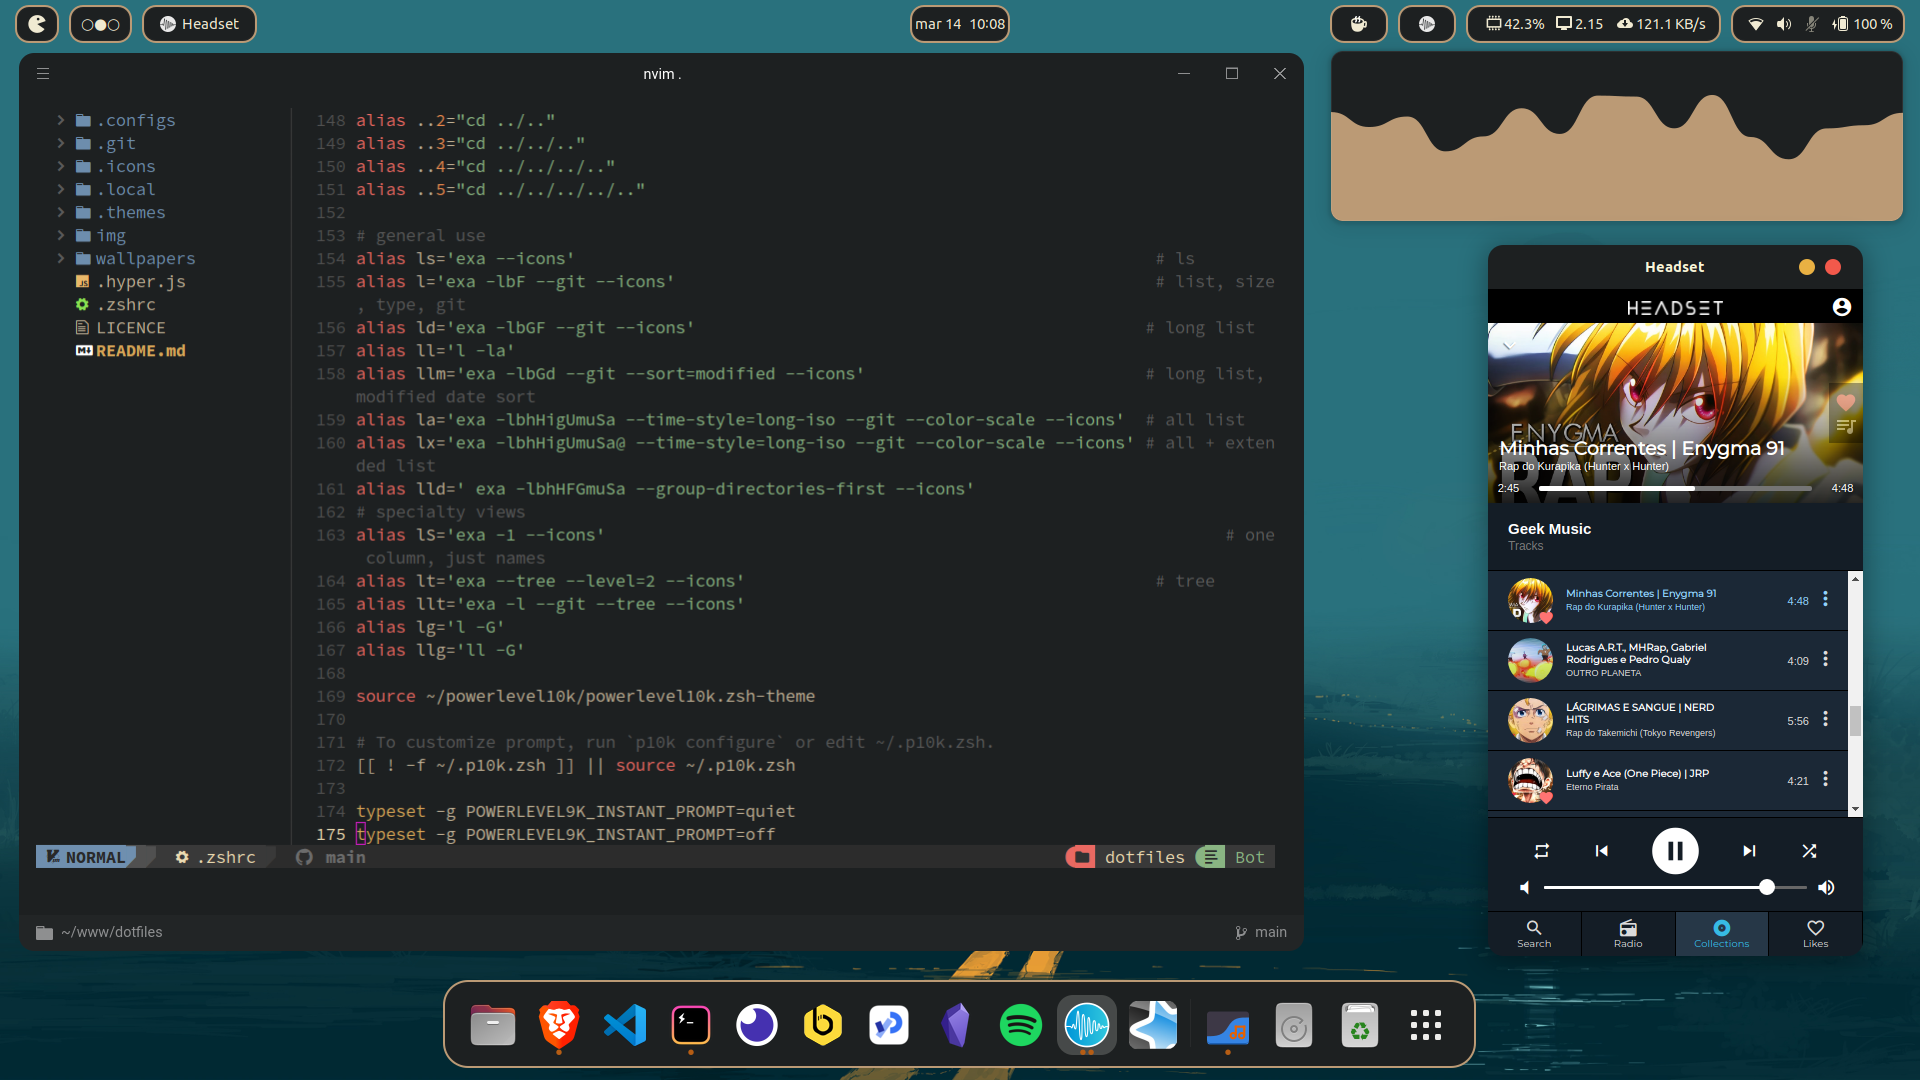 Headset
mar 14 10:08
42.3% 2.15 121.1 KB/s
100 %
nvim .
.configs
.git
.icons
.local
.themes
img
wallpapers
.hyper.js
.zshrc
LICENCE
README.md
148 alias ..2="cd ../.."
149 alias ..3="cd ../../.."
150 alias ..4="cd ../../../.."
151 alias ..5="cd ../../../../.."
152
153 # general use
154 alias ls='exa --icons' # ls
155 alias l='exa -lbF --git --icons' # list, size
, type, git
156 alias ld='exa -lbGF --git --icons' # long list
157 alias ll='l -la'
158 alias llm='exa -lbGd --git --sort=modified --icons' # long list,
modified date sort
159 alias la='exa -lbhHigUmuSa --time-style=long-iso --git --color-scale --icons' # all list
160 alias lx='exa -lbhHigUmuSa@ --time-style=long-iso --git --color-scale --icons' # all + exten
ded list
161 alias lld=' exa -lbhHFGmuSa --group-directories-first --icons'
162 # specialty views
163 alias lS='exa -1 --icons' # one
column, just names
164 alias lt='exa --tree --level=2 --icons' # tree
165 alias llt='exa -l --git --tree --icons'
166 alias lg='l -G'
167 alias llg='ll -G'
168
169 source ~/powerlevel10k/powerlevel10k.zsh-theme
170
171 # To customize prompt, run `p10k configure` or edit ~/.p10k.zsh.
172 [[ ! -f ~/.p10k.zsh ]] || source ~/.p10k.zsh
173
174 typeset -g POWERLEVEL9K_INSTANT_PROMPT=quiet
175 typeset -g POWERLEVEL9K_INSTANT_PROMPT=off
NORMAL .zshrc main dotfiles Bot
~/www/dotfiles main
Headset
HEADSET
ENYGMA
RAP
Minhas Correntes | Enygma 91
Rap do Kurapika (Hunter x Hunter)
2:45 4:48
Geek Music
Tracks
Minhas Correntes | Enygma 91
Rap do Kurapika (Hunter x Hunter)
4:48
Lucas A.R.T., MHRap, Gabriel
Rodrigues e Pedro Qualy
OUTRO PLANETA
4:09
LÁGRIMAS E SANGUE | NERD
HITS
Rap do Takemichi (Tokyo Revengers)
5:56
Luffy e Ace (One Piece) | JRP
Eterno Pirata
4:21
Search Radio Collections Likes